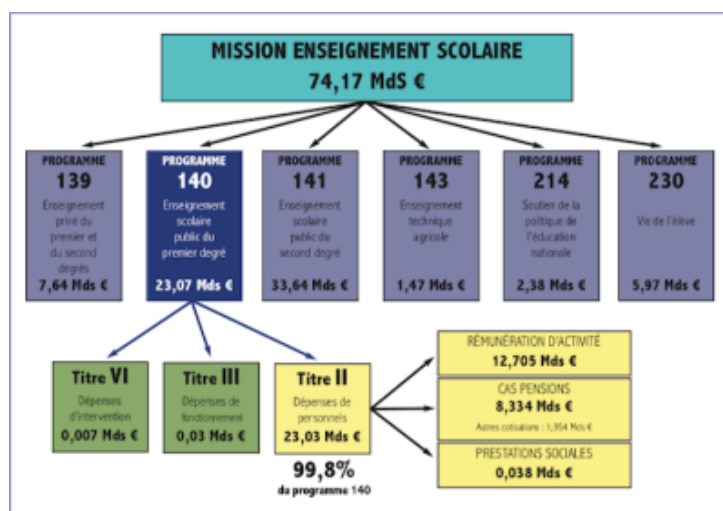 MISSION ENSEIGNEMENT SCOLAIRE
74,17 MdS €
PROGRAMME
139
Enseignement
privé du
premier et
du second
degrés
7,64 Mds €
PROGRAMME
140
Enseignement
scolaire
public du
premier degré
23,07 Mds €
PROGRAMME
141
Enseignement
scolaire
public du
second degré
33,64 Mds €
PROGRAMME
143
Enseignement
technique
agricole
1,47 Mds €
PROGRAMME
214
Soutien de la
politique de
l'éducation
nationale
2,38 Mds €
PROGRAMME
230
Vie de l'élève
5,97 Mds €
Titre VI
Dépenses
d'intervention
0,007 Mds €
Titre III
Dépenses de
fonctionnement
0,03 Mds €
Titre II
Dépenses de
personnels
23,03 Mds €
99,8%
du programme 140
RÉMUNÉRATION D'ACTIVITÉ
12,705 Mds €
CAS PENSIONS
8,334 Mds €
Autres cotisations : 1,954 Mds €
PRESTATIONS SOCIALES
0,038 Mds €